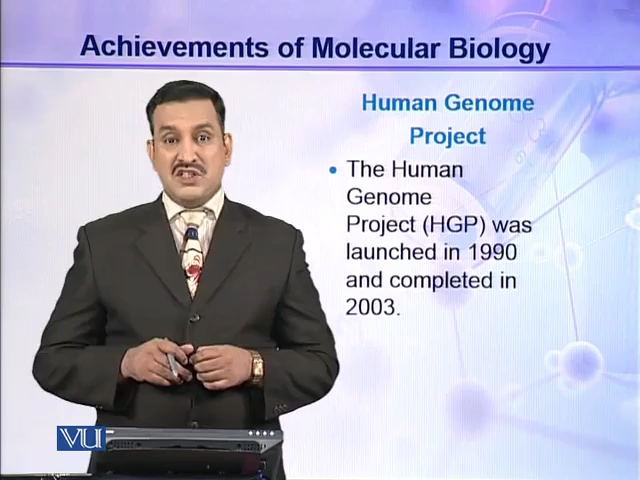 Achievements of Molecular Biology
Human Genome
Project
• The Human
Genome
Project (HGP) was
launched in 1990
and completed in
2003.
VU